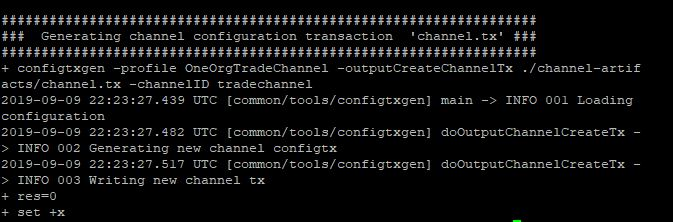 ##################################################################
###  Generating channel configuration transaction  'channel.tx' ###
##################################################################
+ configtxgen -profile OneOrgTradeChannel -outputCreateChannelTx ./channel-artif
acts/channel.tx -channelID tradechannel
2019-09-09 22:23:27.439 UTC [common/tools/configtxgen] main -> INFO 001 Loading
configuration
2019-09-09 22:23:27.482 UTC [common/tools/configtxgen] doOutputChannelCreateTx -
> INFO 002 Generating new channel configtx
2019-09-09 22:23:27.517 UTC [common/tools/configtxgen] doOutputChannelCreateTx -
> INFO 003 Writing new channel tx
+ res=0
+ set +x